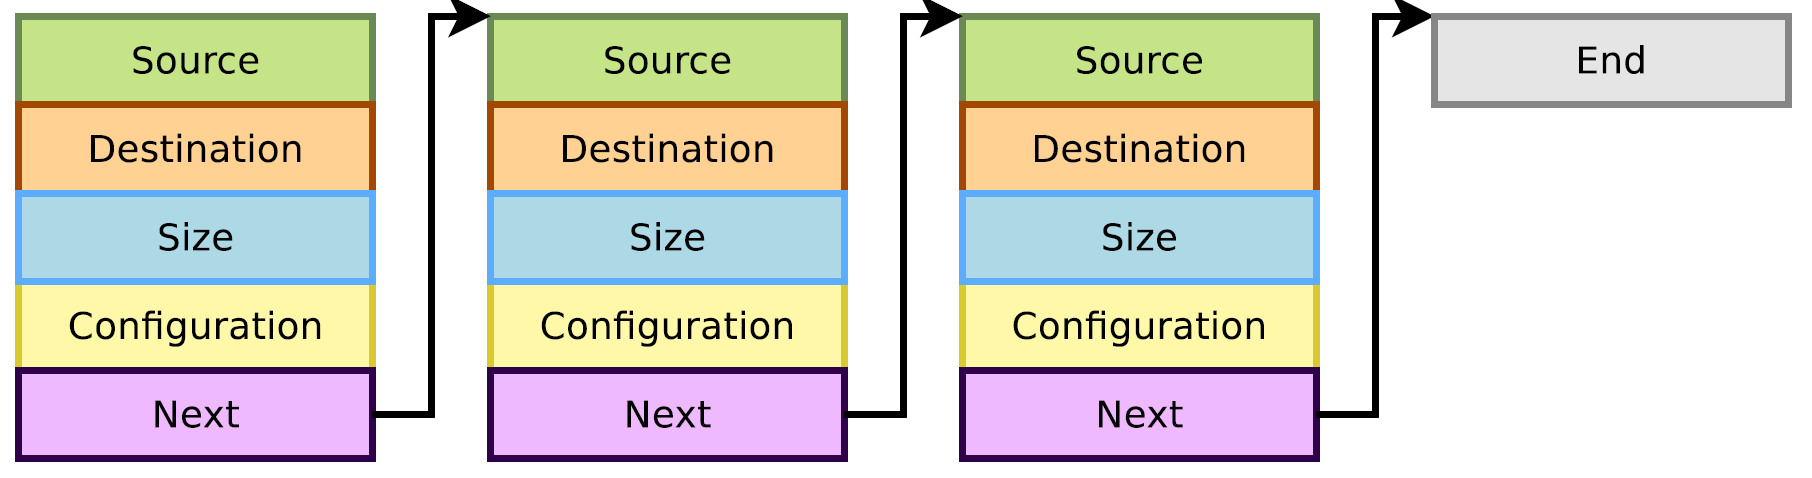 Source
Destination
Size
Configuration
Next
Source
Destination
Size
Configuration
Next
Source
Destination
Size
Configuration
Next
End